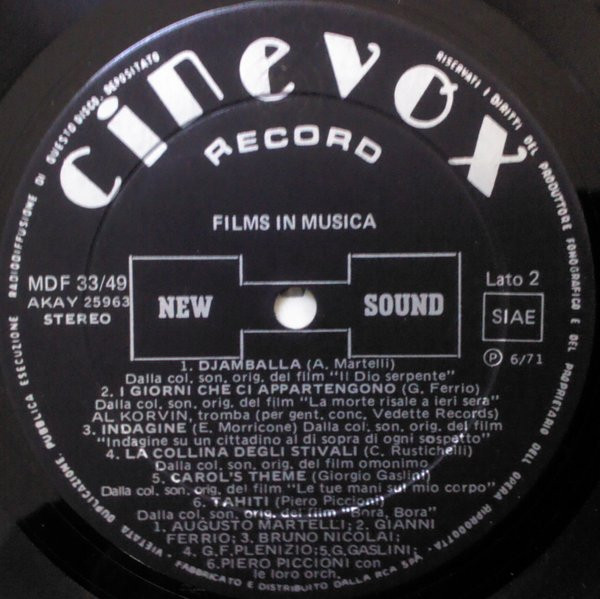 cinevox
RECORD
FILMS IN MUSICA
MDF 33/49
AKAY 25963
STEREO
NEW SOUND
Lato 2
SIAE
P 6/71
1. DJAMBALLA (A. Martelli)
Dalla col. son. orig. del film "Il Dio serpente"
2. I GIORNI CHE CI APPARTENGONO (G. Ferrio)
Dalla col. son. orig. del film "La morte risale a ieri sera"
AL KORVIN, tromba (per gent. conc. Vedette Records)
3. INDAGINE (E. Morricone) Dalla col. son. orig. del film
"Indagine su un cittadino al di sopra di ogni sospetto"
4. LA COLLINA DEGLI STIVALI (C. Rustichelli)
Dalla col. son. orig. del film omonimo
5. CAROL'S THEME (Giorgio Gaslini)
Dalla col. son. orig. del film "Le tue mani sul mio corpo"
6. TAHITI (Piero Piccioni)
Dalla col. son. orig. del film "Bora, Bora"
1. AUGUSTO MARTELLI; 2. GIANNI
FERRIO; 3. BRUNO NICOLAI;
4. G.F. PLENIZIO; 5. G. GASLINI;
6. PIERO PICCIONI con
le loro orch.
VIETATA DUPLICAZIONE, PUBBLICA ESECUZIONE, RADIODIFFUSIONE DI QUESTO DISCO, DEPOSITATO
RISERVATI I DIRITTI DEL PRODUTTORE FONOGRAFICO E DEL PROPRIETARIO DELL'OPERA RIPRODOTTA
FABBRICATO E DISTRIBUITO DALLA RCA SPA